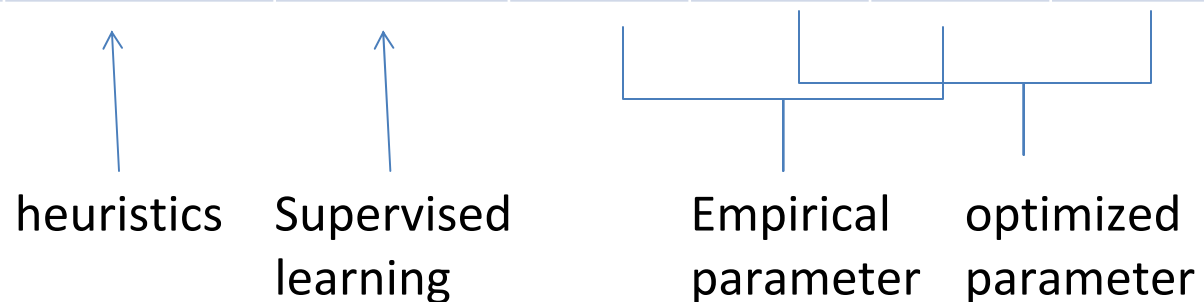 heuristics
Supervised
learning
Empirical
parameter
optimized
parameter